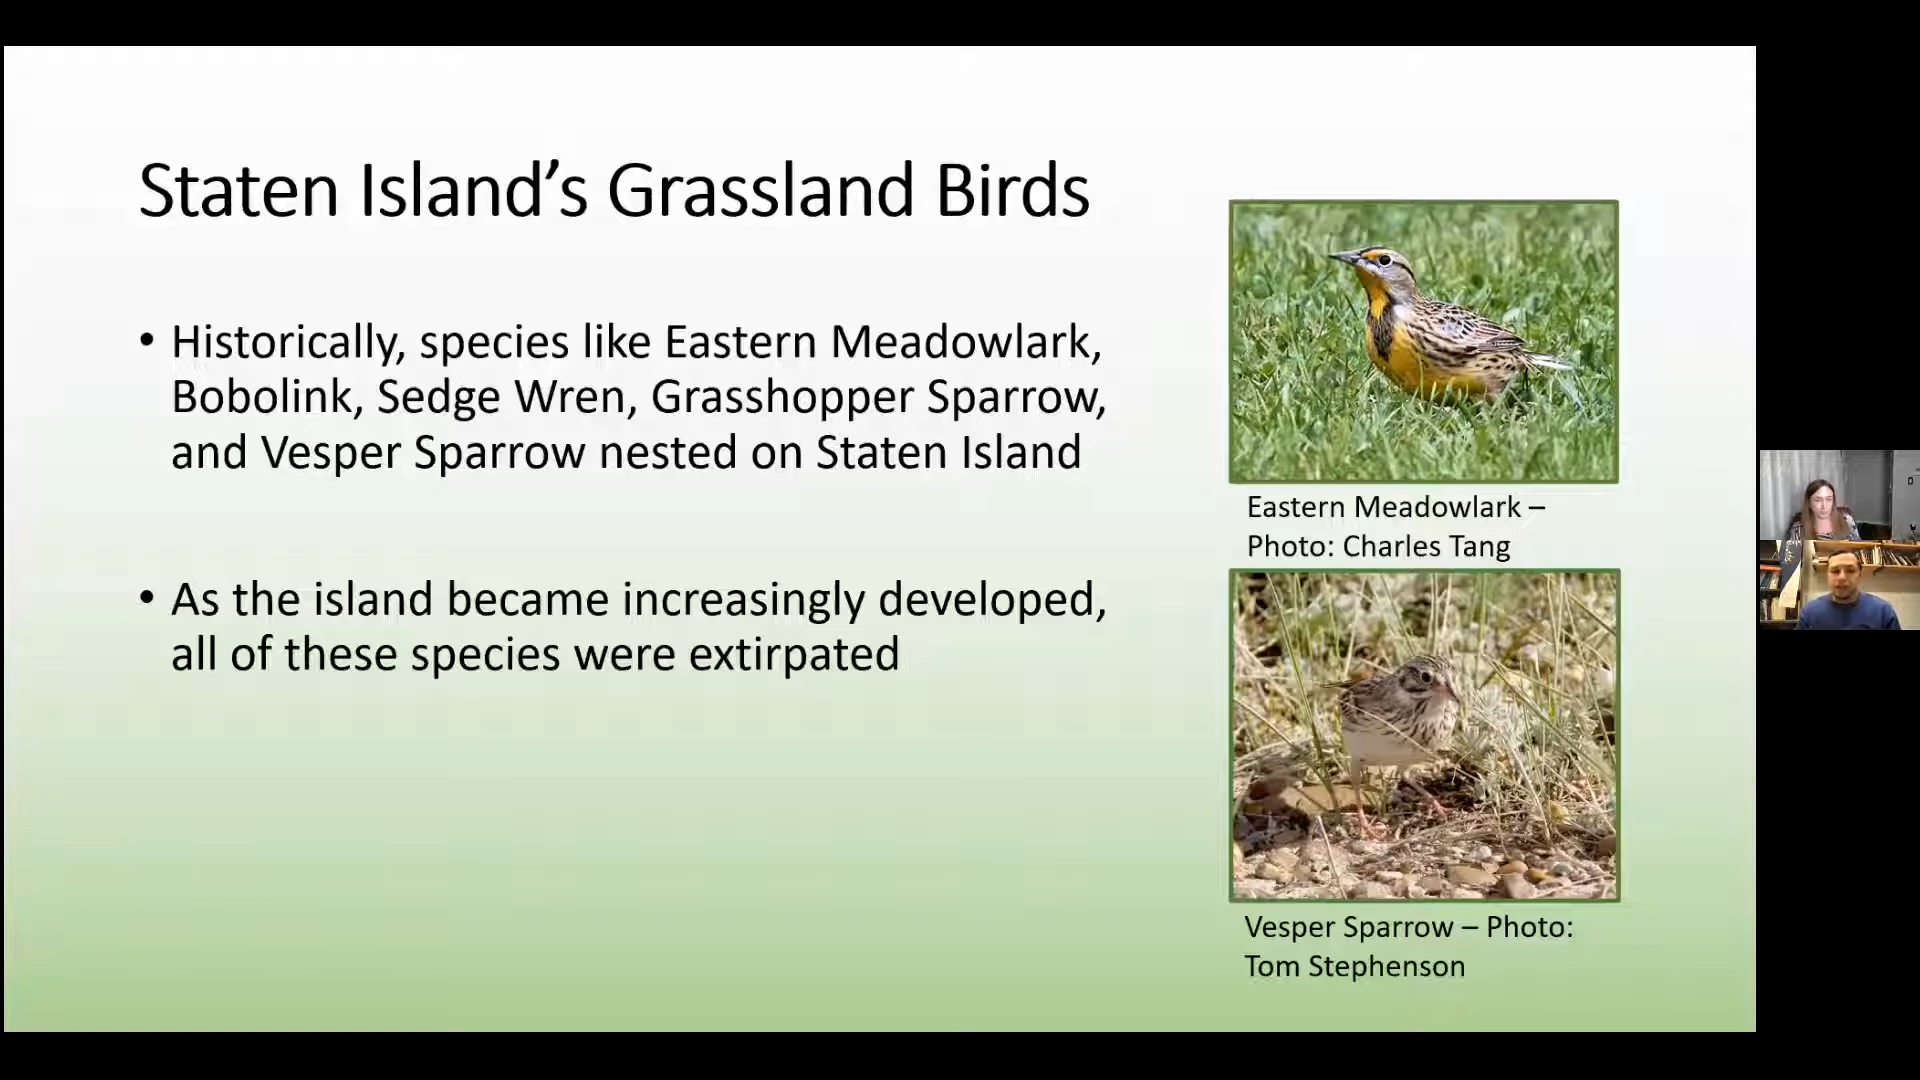 Staten Island’s Grassland Birds
• Historically, species like Eastern Meadowlark,
Bobolink, Sedge Wren, Grasshopper Sparrow,
and Vesper Sparrow nested on Staten Island
• As the island became increasingly developed,
all of these species were extirpated
Eastern Meadowlark –
Photo: Charles Tang
Vesper Sparrow – Photo:
Tom Stephenson